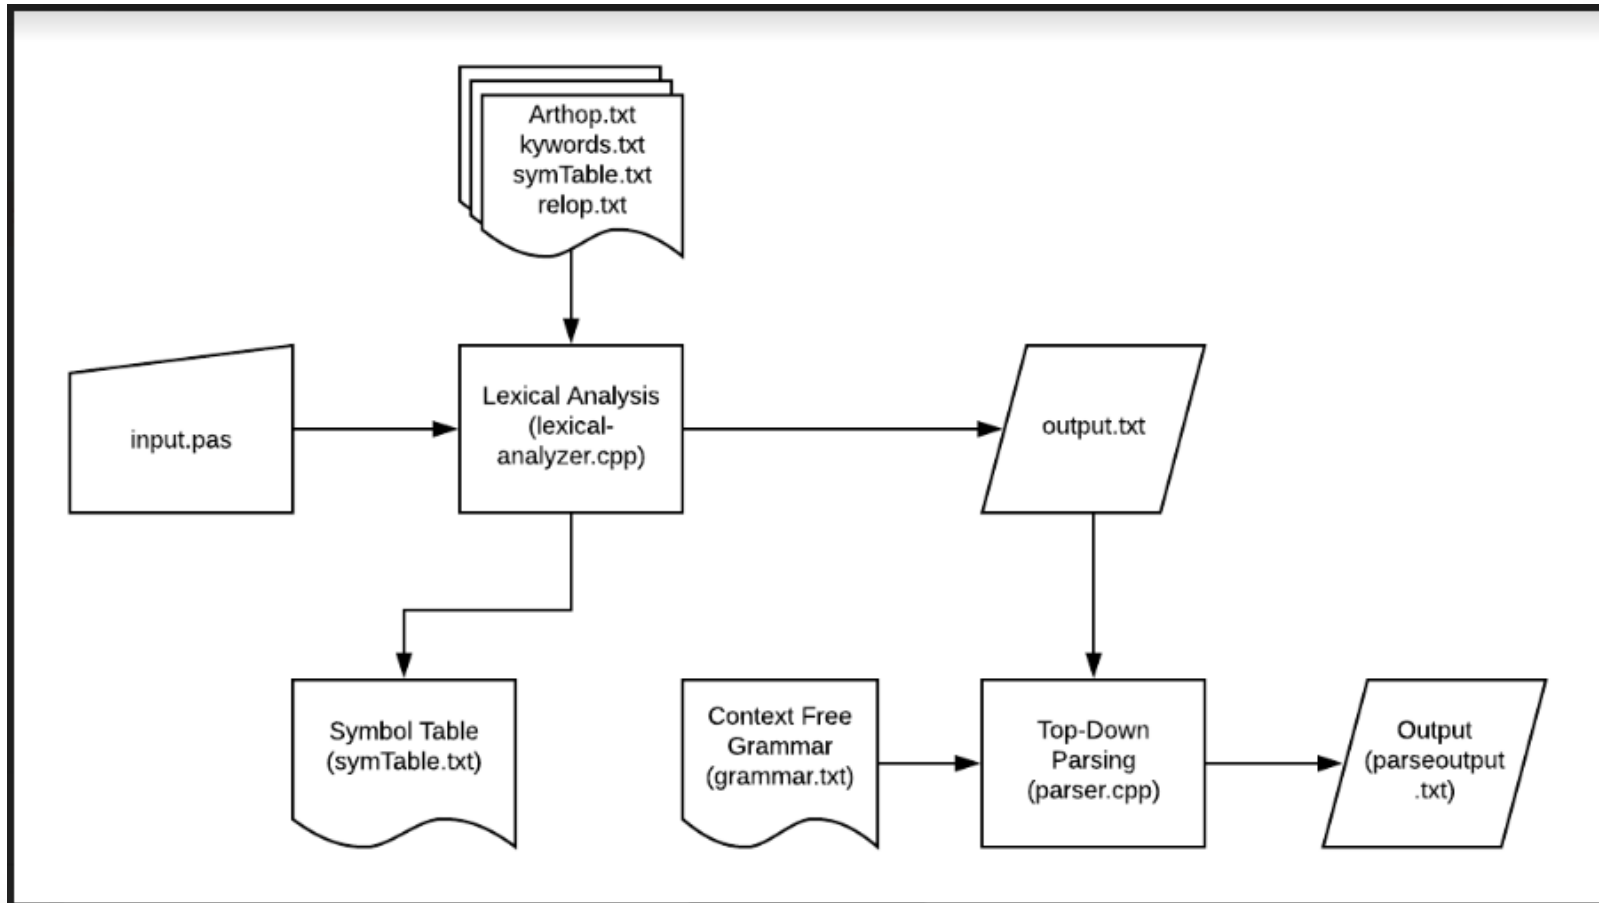 Arthop.txt
kywords.txt
symTable.txt
relop.txt
input.pas
Lexical Analysis
(lexical-
analyzer.cpp)
output.txt
Symbol Table
(symTable.txt)
Context Free
Grammar
(grammar.txt)
Top-Down
Parsing
(parser.cpp)
Output
(parseoutput
.txt)